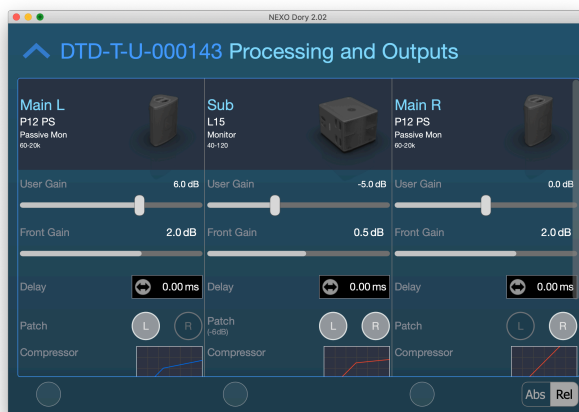 NEXO Dory 2.02
DTD-T-U-000143 Processing and Outputs
Main L
P12 PS
Passive Mon
60-20k
Sub
L15
Monitor
40-120
Main R
P12 PS
Passive Mon
60-20k
User Gain 6.0 dB
User Gain -5.0 dB
User Gain 0.0 dB
Front Gain 2.0 dB
Front Gain 0.5 dB
Front Gain 2.0 dB
Delay 0.00 ms
Delay 0.00 ms
Delay 0.00 ms
Patch L R
Patch L R
(-6dB)
Patch L R
Compressor
Compressor
Compressor
Abs Rel